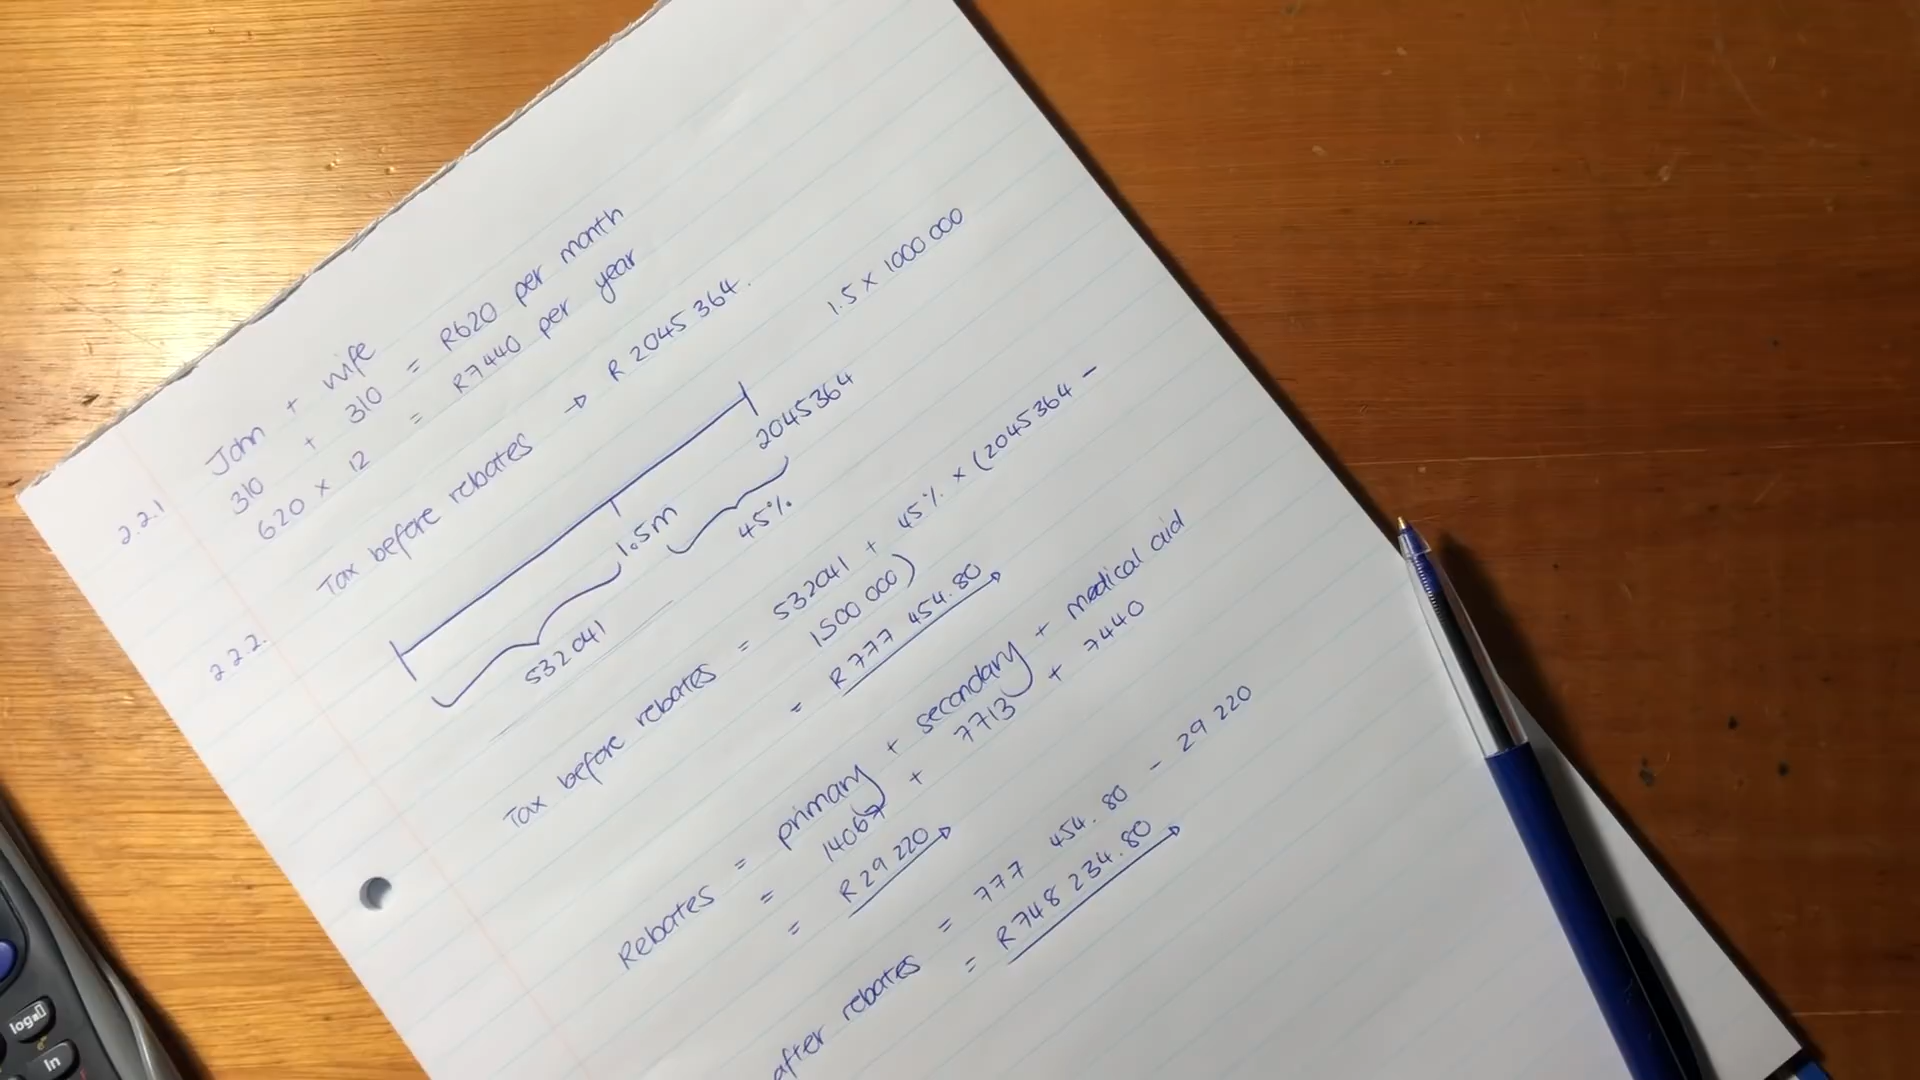 2.2.1
John + wife
310 + 310 = R620 per month
620 x 12 = R7440 per year
2.2.2.
Tax before rebates → R 2045 364.
1.5 x 1000 000
1.5m
2045364
532041
45%
Tax before rebates = 532041 + 45% x (2045364 -
1500 000)
= R777 454.80
Rebates = primary + secondary + medical aid
= 14067 + 7713 + 7440
= R29 220
after rebates = 777 454.80 - 29 220
= R748 234.80
log
ln